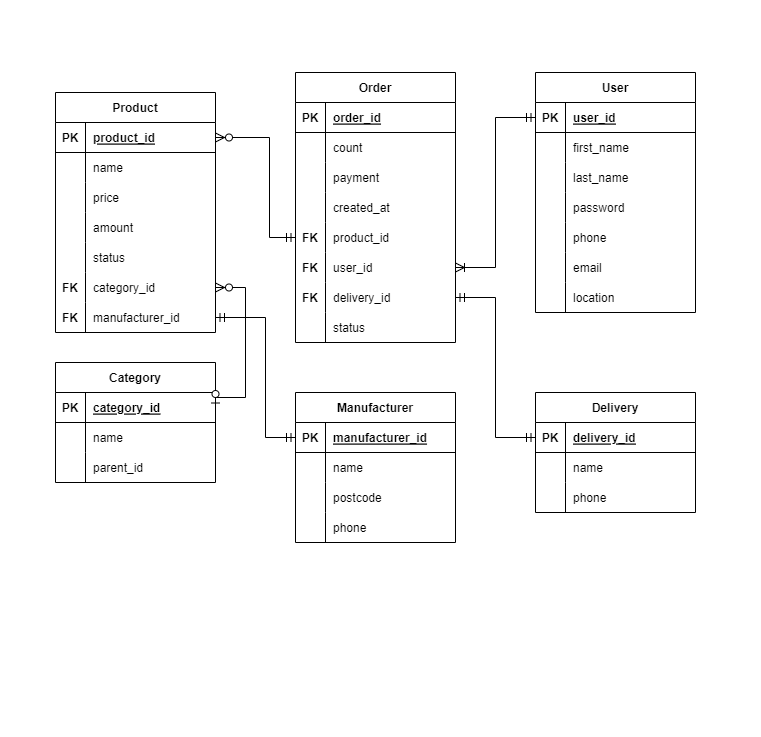 Product
PK product_id
name
price
amount
status
FK category_id
FK manufacturer_id
Order
PK order_id
count
payment
created_at
FK product_id
FK user_id
FK delivery_id
status
User
PK user_id
first_name
last_name
password
phone
email
location
Category
PK category_id
name
parent_id
Manufacturer
PK manufacturer_id
name
postcode
phone
Delivery
PK delivery_id
name
phone